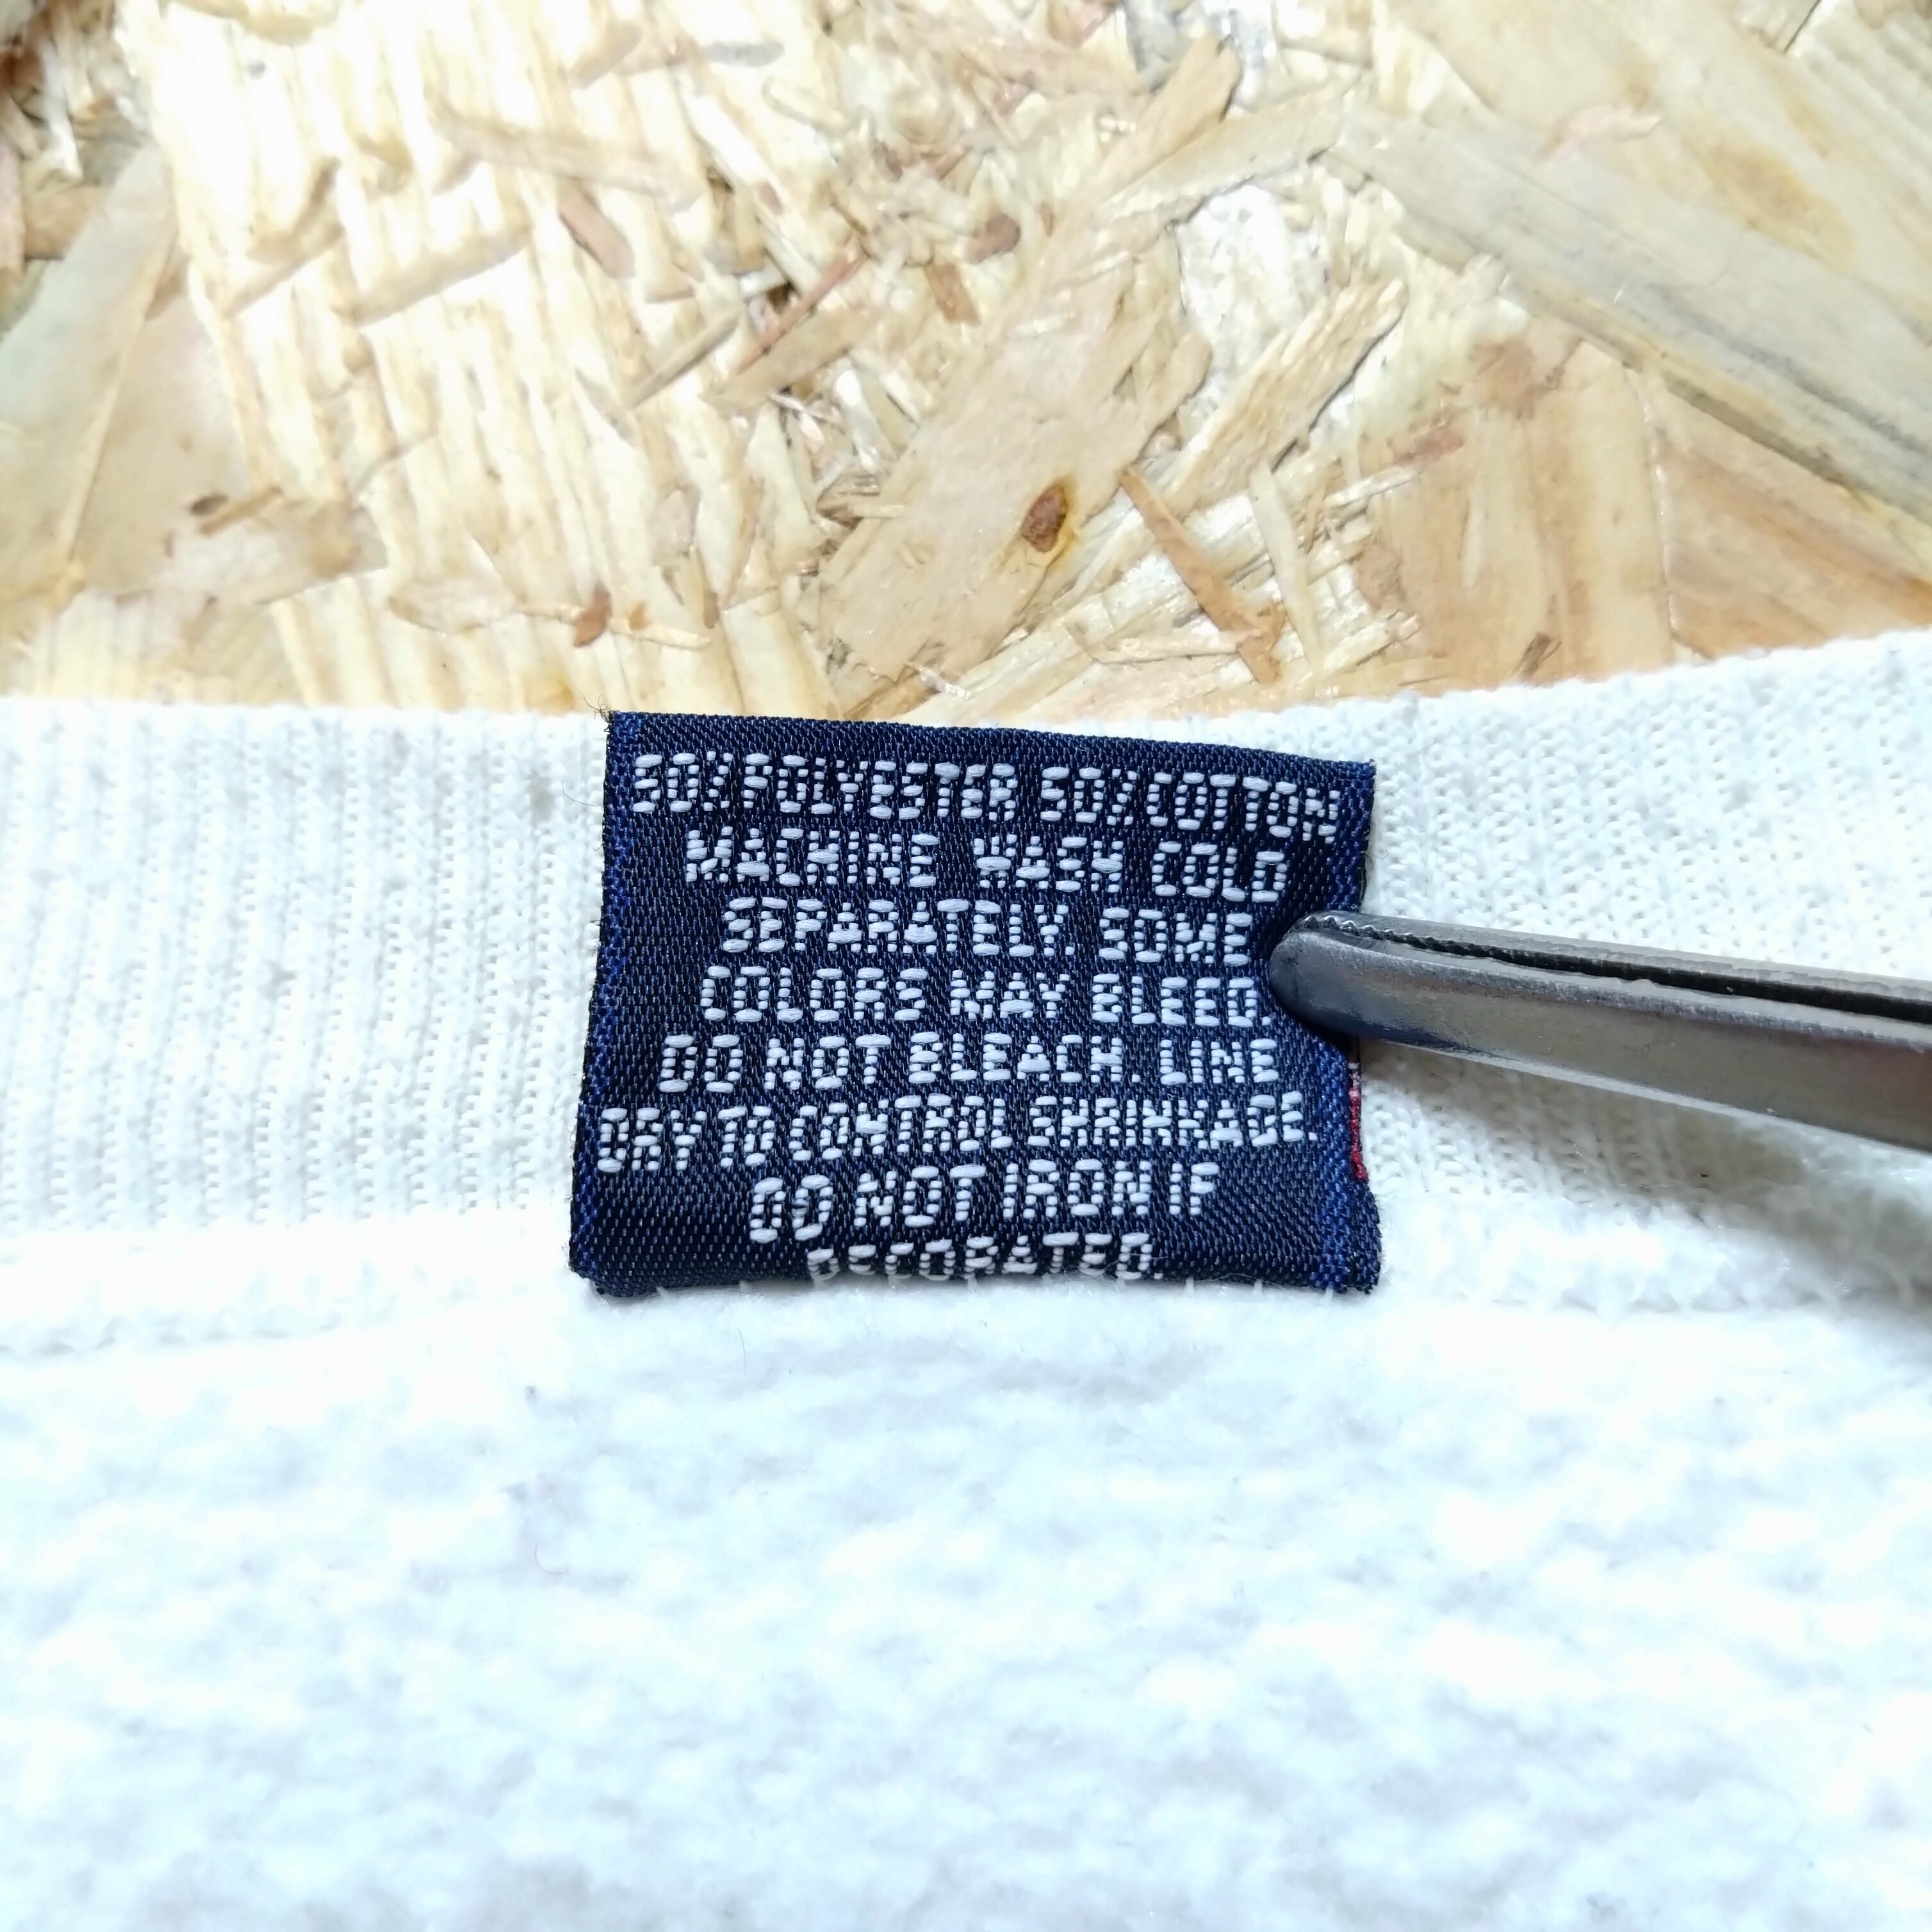 50% POLYESTER 50% COTTON
MACHINE WASH COLD
SEPARATELY. SOME
COLORS MAY BLEED
DO NOT BLEACH. LINE
DRY TO CONTROL SHRINKAGE.
DO NOT IRON IF
DECORATED.